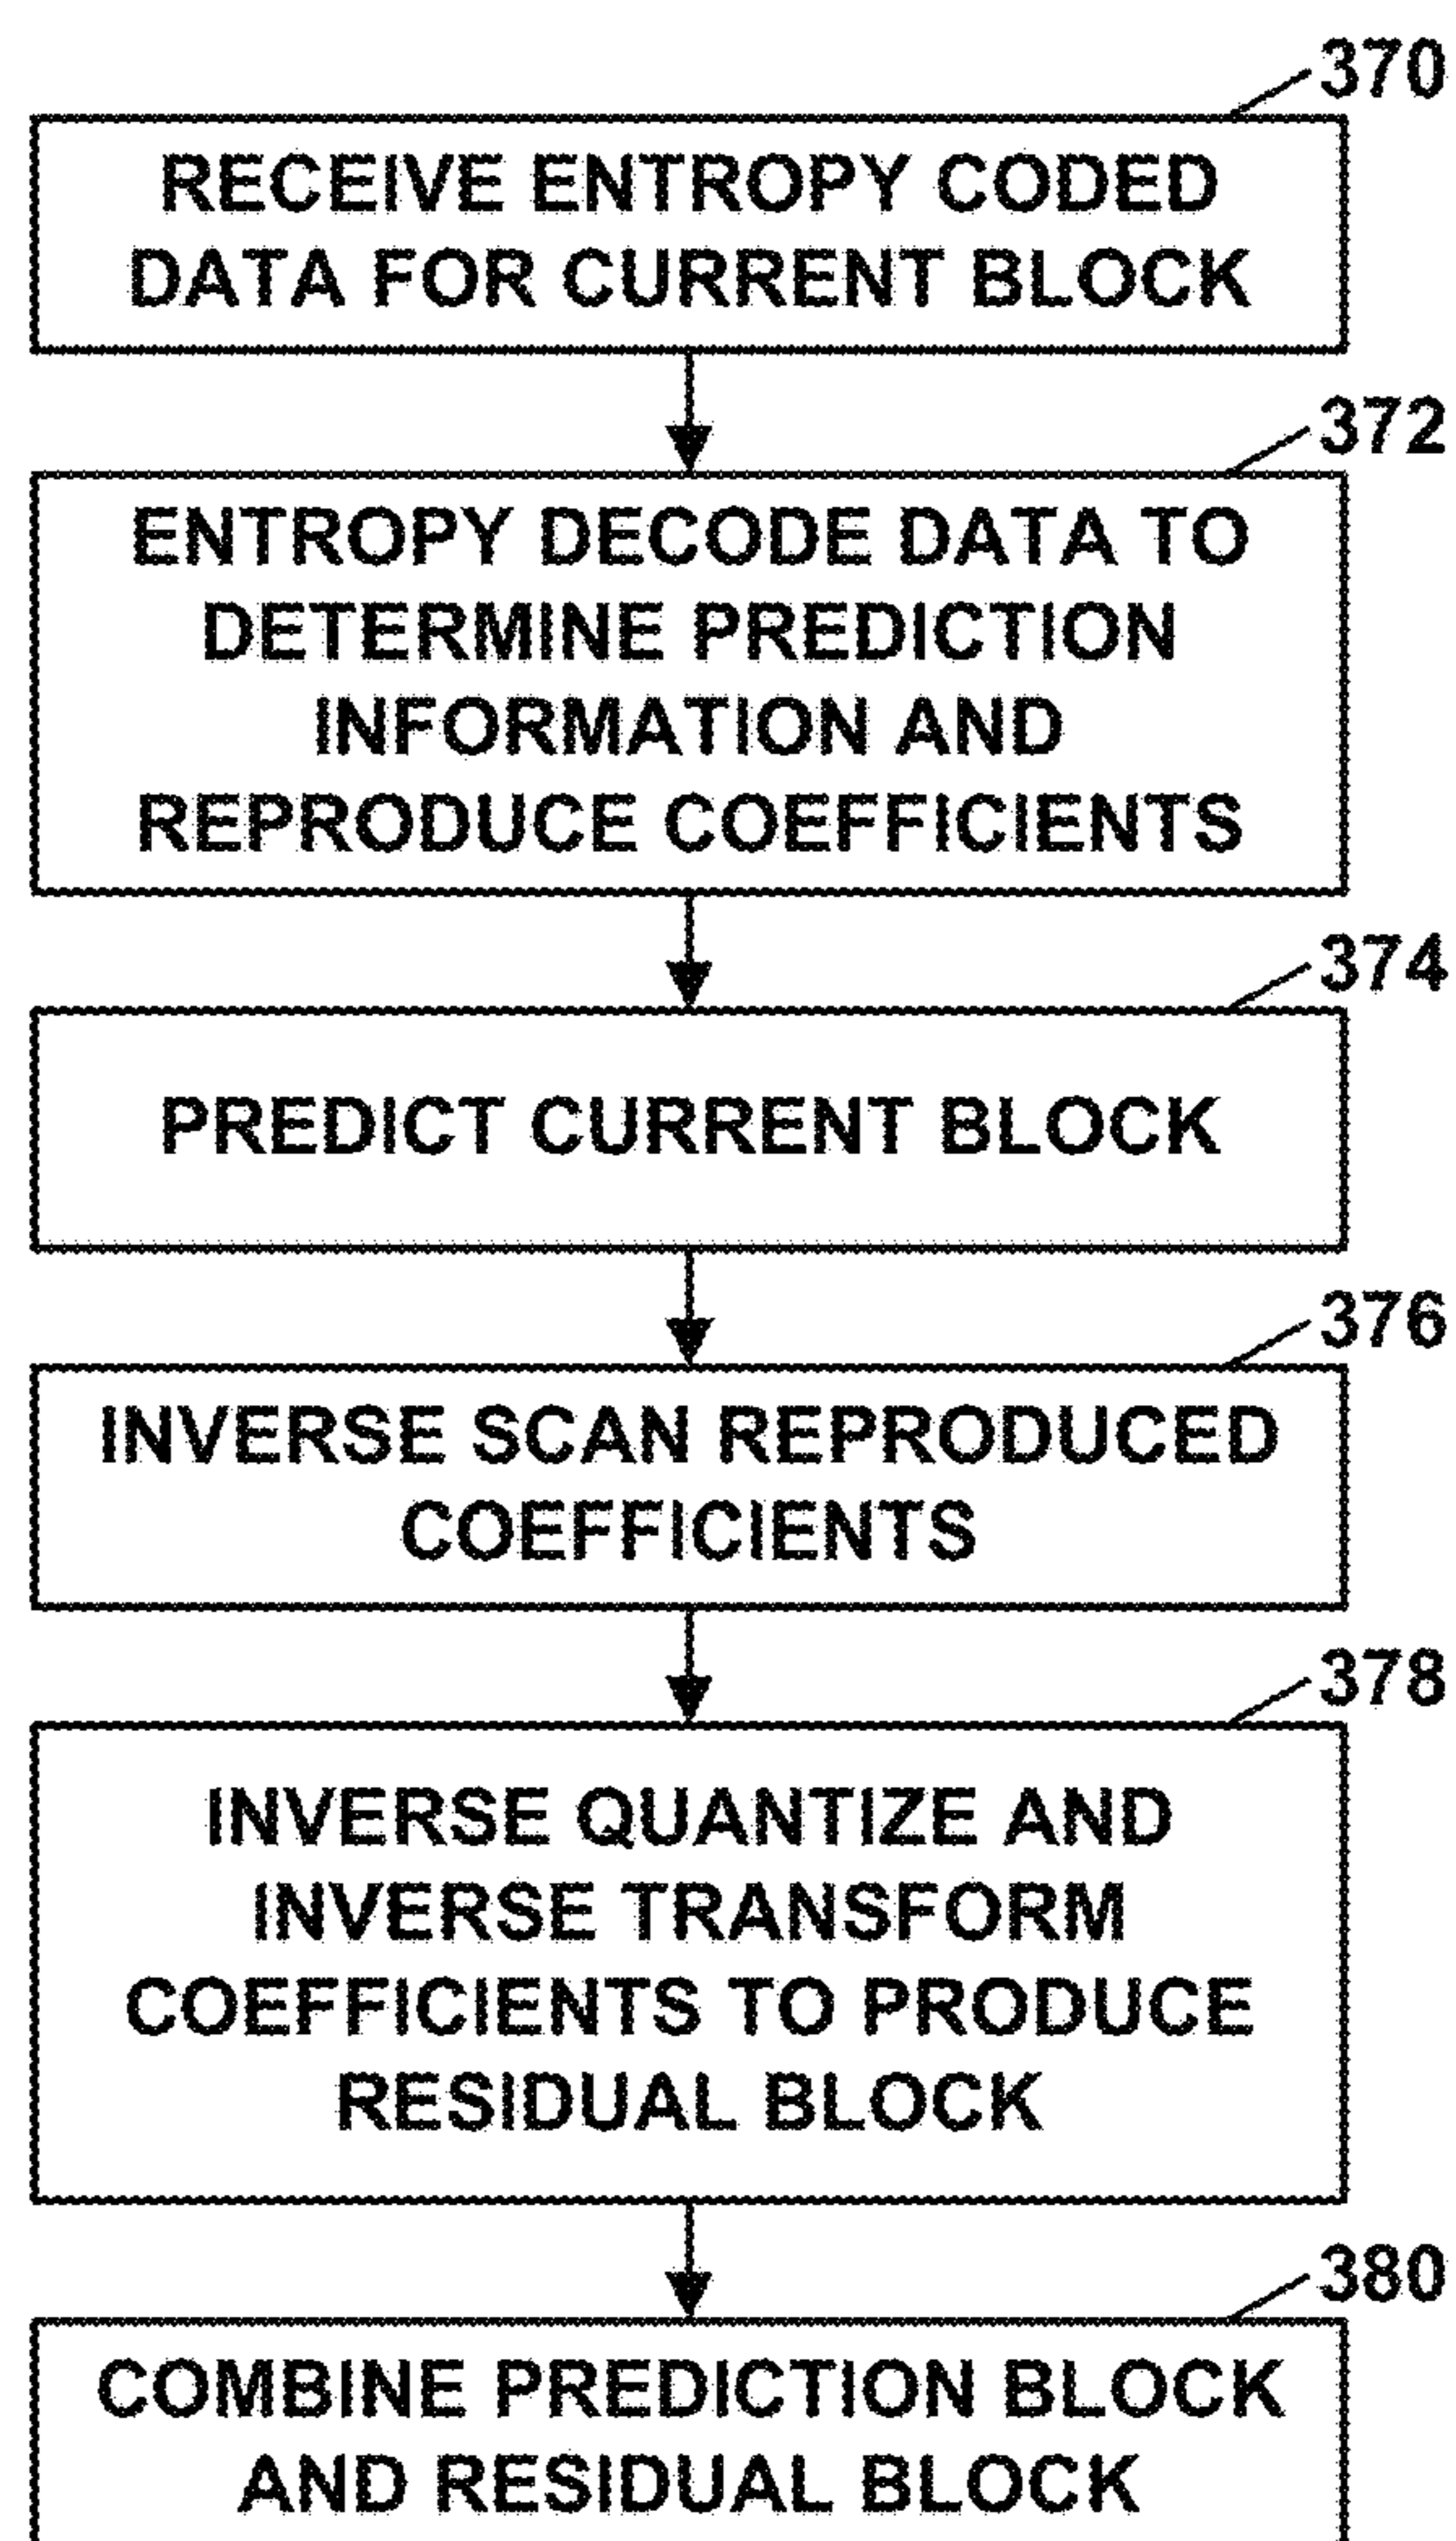 370
RECEIVE ENTROPY CODED
DATA FOR CURRENT BLOCK
372
ENTROPY DECODE DATA TO
DETERMINE PREDICTION
INFORMATION AND
REPRODUCE COEFFICIENTS
374
PREDICT CURRENT BLOCK
376
INVERSE SCAN REPRODUCED
COEFFICIENTS
378
INVERSE QUANTIZE AND
INVERSE TRANSFORM
COEFFICIENTS TO PRODUCE
RESIDUAL BLOCK
380
COMBINE PREDICTION BLOCK
AND RESIDUAL BLOCK